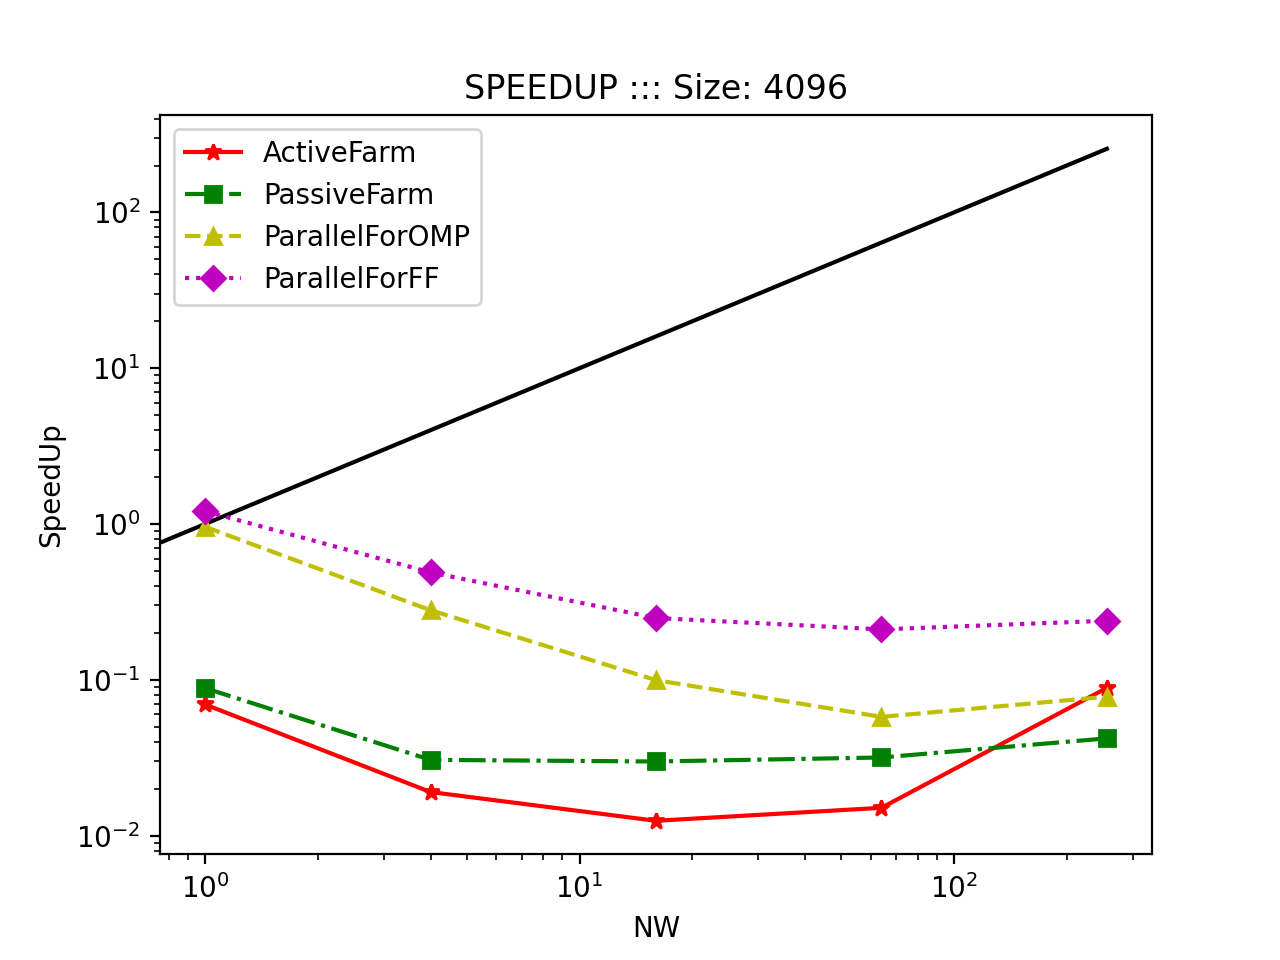 SPEEDUP ::: Size: 4096
ActiveFarm
PassiveFarm
ParallelForOMP
ParallelForFF
SpeedUp
10²
10¹
10⁰
10⁻¹
10⁻²
10⁰ 10¹ 10²
NW